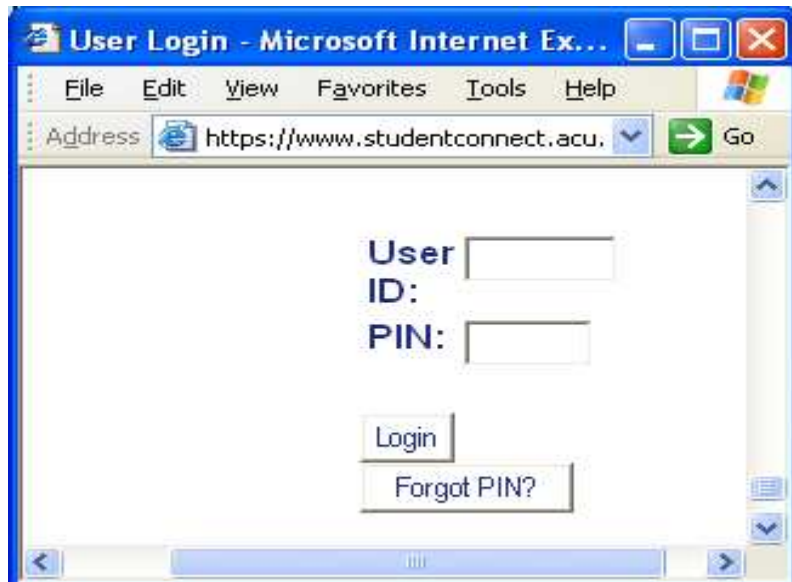 User Login - Microsoft Internet Ex...
File Edit View Favorites Tools Help
Address https://www.studentconnect.acu. Go
User
ID:
PIN:
Login
Forgot PIN?